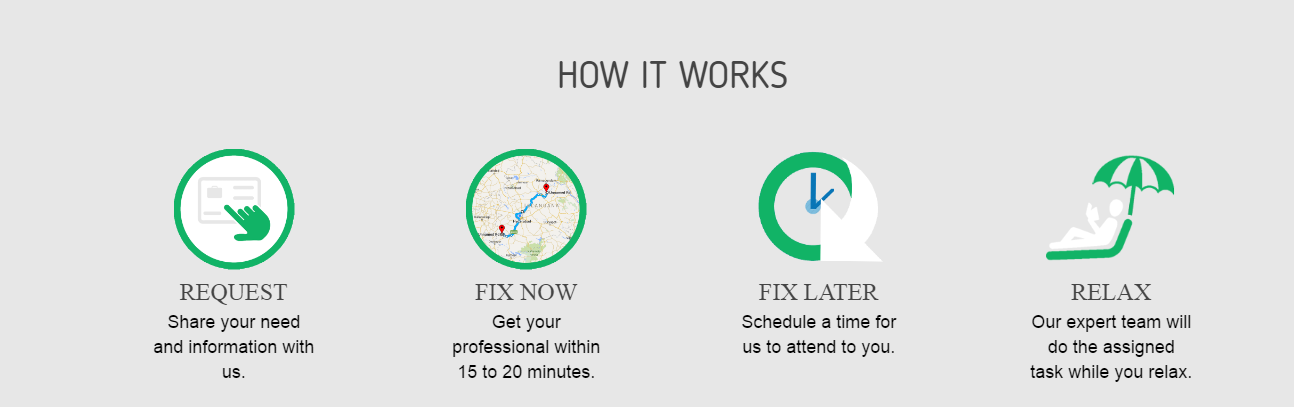 HOW IT WORKS
REQUEST
Share your need
and information with
us.
FIX NOW
Get your
professional within
15 to 20 minutes.
FIX LATER
Schedule a time for
us to attend to you.
RELAX
Our expert team will
do the assigned
task while you relax.